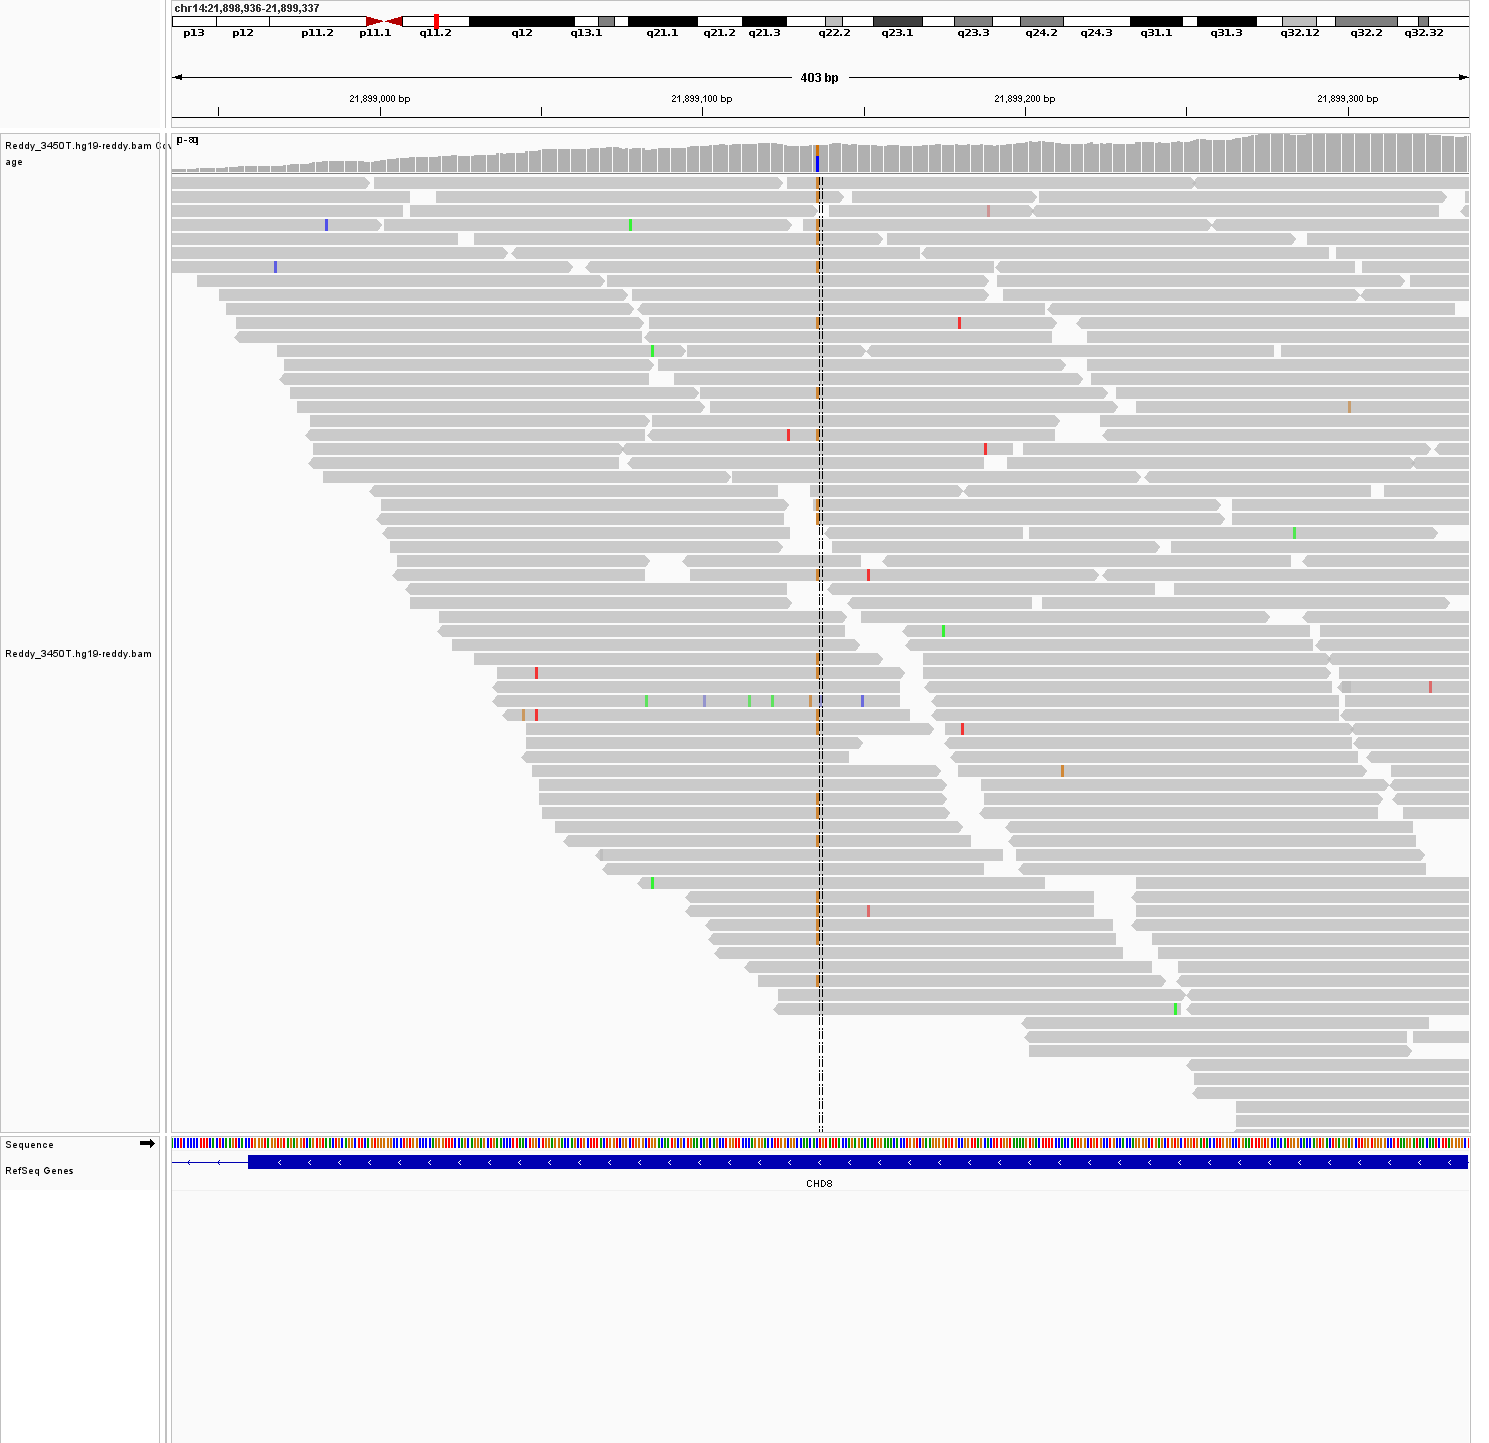 chr14:21,898,936-21,899,337
p13 p12 p11.2 p11.1 q11.2 q12 q13.1 q21.1 q21.2 q21.3 q22.2 q23.1 q23.3 q24.2 q24.3 q31.1 q31.3 q32.12 q32.2 q32.32
403 bp
21,899,000 bp 21,899,100 bp 21,899,200 bp 21,899,300 bp
Reddy_3450T.hg19-reddy.bam Cov
age
Reddy_3450T.hg19-reddy.bam
Sequence
RefSeq Genes
CHD8